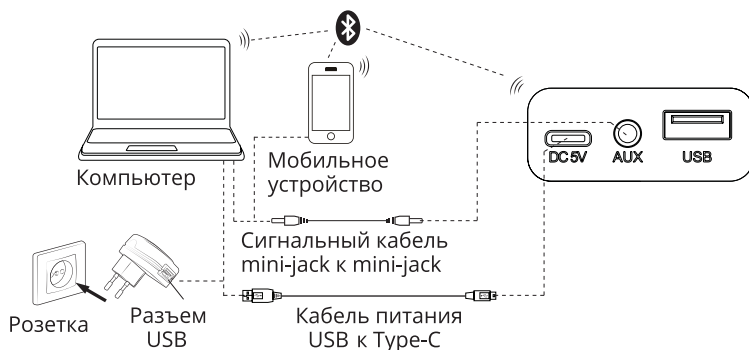 DC 5V
AUX
USB
Мобильное
устройство
Компьютер
Сигнальный кабель
mini-jack к mini-jack
Розетка
Разъем
USB
Кабель питания
USB к Type-C